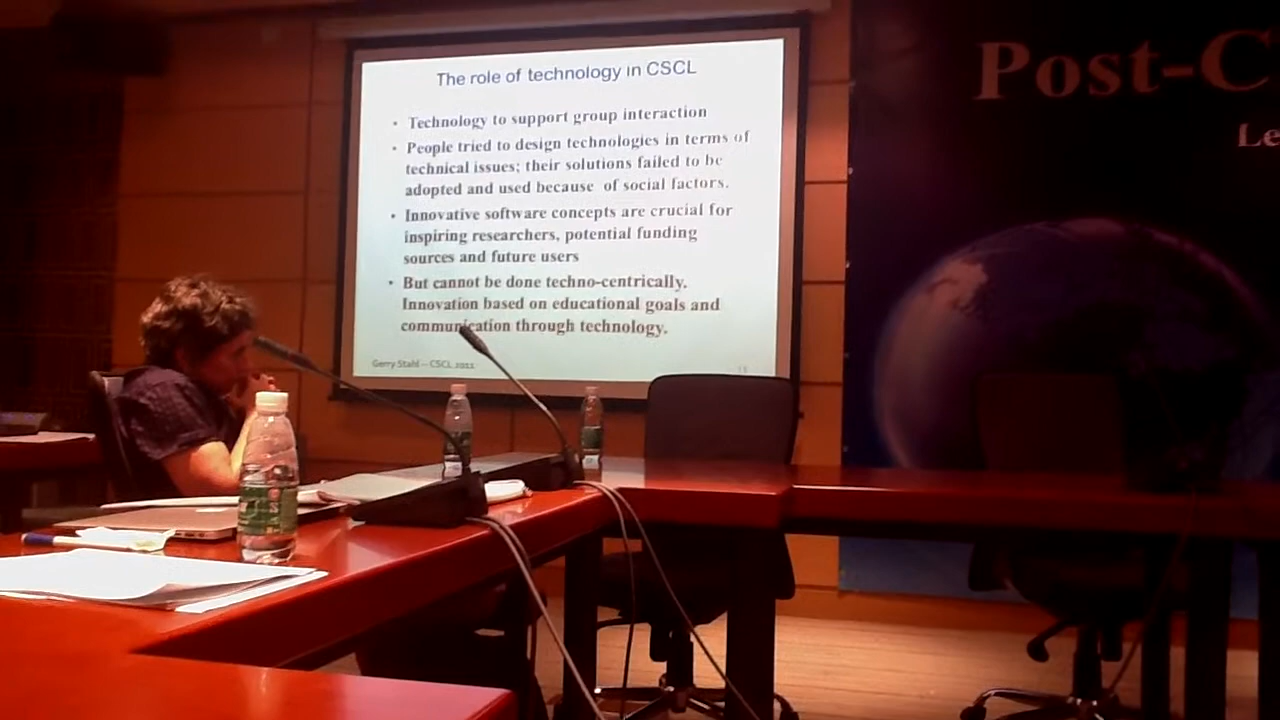 The role of technology in CSCL
• Technology to support group interaction
• People tried to design technologies in terms of
technical issues; their solutions failed to be
adopted and used because of social factors.
• Innovative software concepts are crucial for
inspiring researchers, potential funding
sources and future users
• But cannot be done techno-centrically.
Innovation based on educational goals and
communication through technology.
Gerry Stahl – CSCL 2011
Post-C
Le